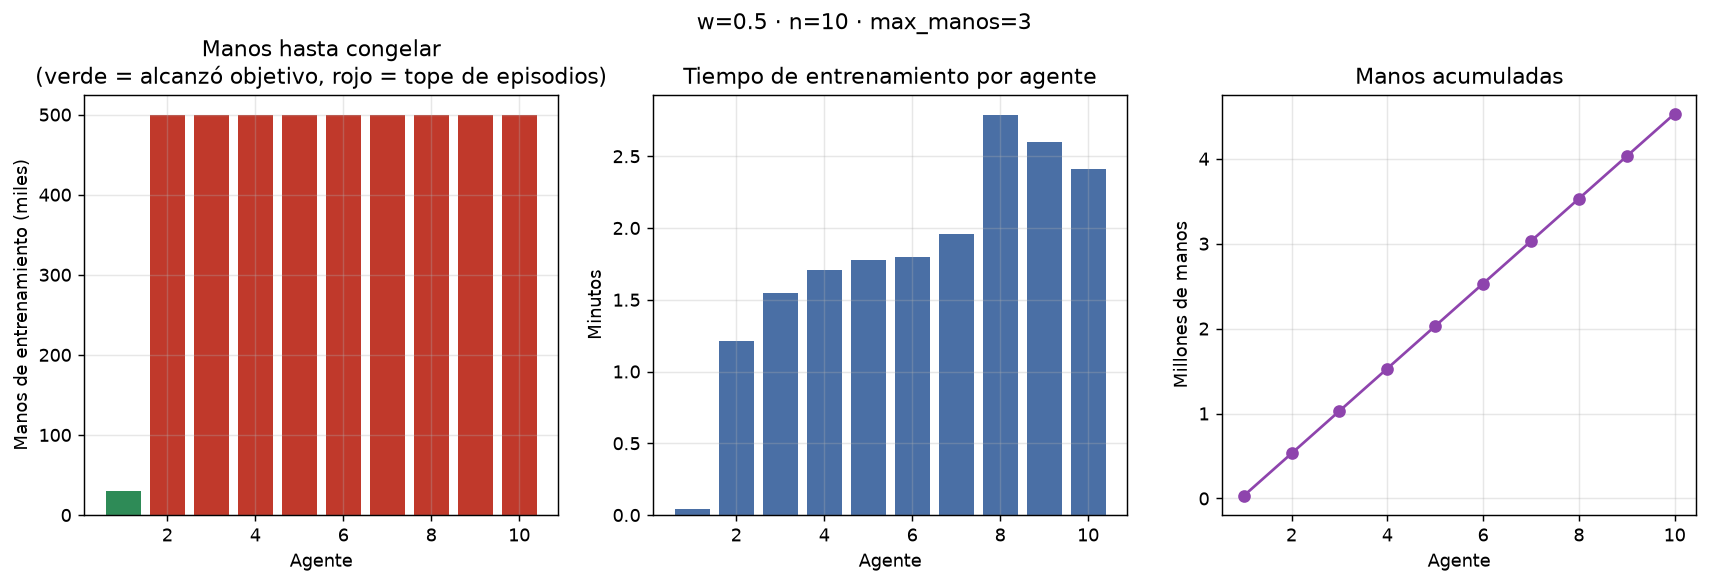 w=0.5 · n=10 · max_manos=3
Manos hasta congelar
(verde = alcanzó objetivo, rojo = tope de episodios)
Manos de entrenamiento (miles)
500
400
300
200
100
0
2
4
6
8
10
Agente
Tiempo de entrenamiento por agente
Minutos
2.5
2.0
1.5
1.0
0.5
0.0
2
4
6
8
10
Agente
Manos acumuladas
Millones de manos
4
3
2
1
0
2
4
6
8
10
Agente